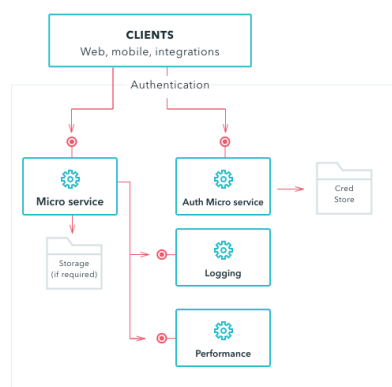 CLIENTS
Web, mobile, integrations
Authentication
Micro service
Auth Micro service
Cred
Store
Storage
(if required)
Logging
Performance